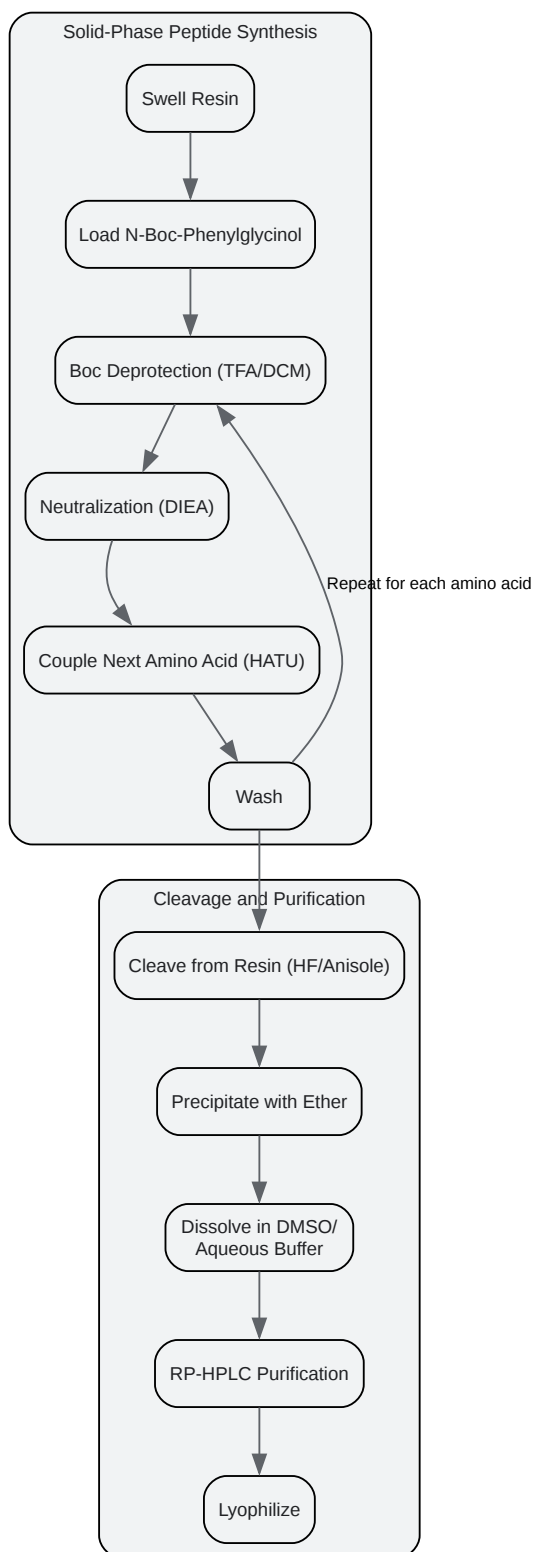 Solid-Phase Peptide Synthesis
Swell Resin
Load N-Boc-Phenylglycinol
Boc Deprotection (TFA/DCM)
Neutralization (DIEA)
Repeat for each amino acid
Couple Next Amino Acid (HATU)
Wash
Cleavage and Purification
Cleave from Resin (HF/Anisole)
Precipitate with Ether
Dissolve in DMSO/
Aqueous Buffer
RP-HPLC Purification
Lyophilize